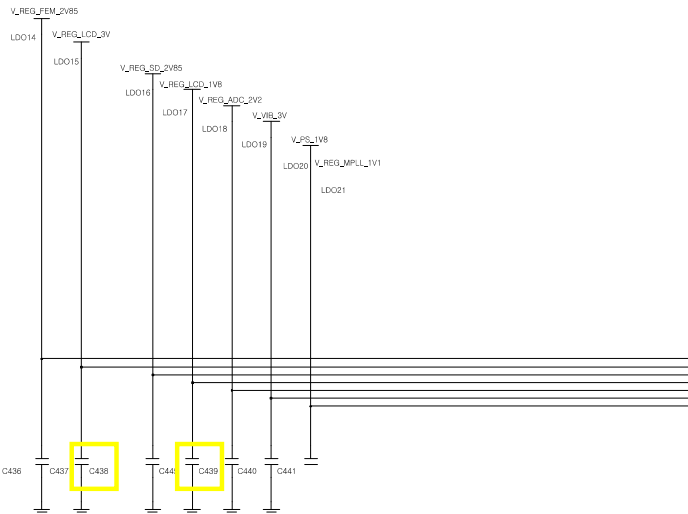 V_REG_FEM_2V85
LDO14
V_REG_LCD_3V
LDO15
V_REG_SD_2V85
LDO16
V_REG_LCD_1V8
LDO17
V_REG_ADC_2V2
LDO18
V_VIB_3V
LDO19
V_PS_1V8
LDO20
V_REG_MPLL_1V1
LDO21
C436
C437
C438
C439
C440
C441